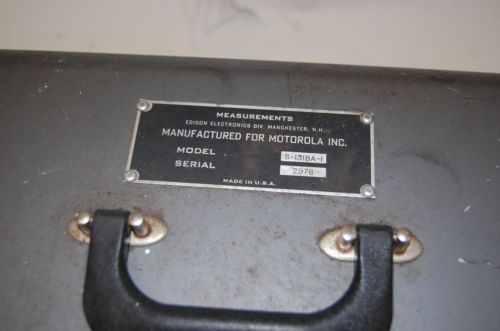 MEASUREMENTS
EDISON ELECTRONICS DIV. MANCHESTER, N.H.
MANUFACTURED FOR MOTOROLA INC.
MODEL S-1318A-1
SERIAL 2976
MADE IN U.S.A.